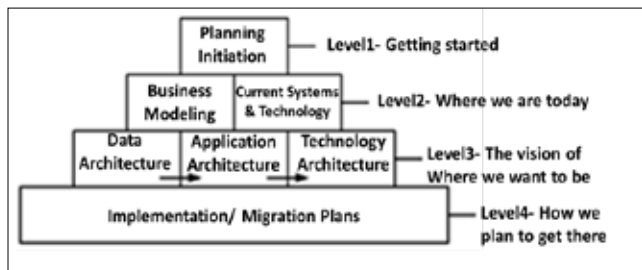 Planning
Initiation
Level1- Getting started
Business
Modeling
Current Systems
& Technology
Level2- Where we are today
Data
Architecture
Application
Architecture
Technology
Architecture
Level3- The vision of
Where we want to be
Implementation/ Migration Plans
Level4- How we
plan to get there